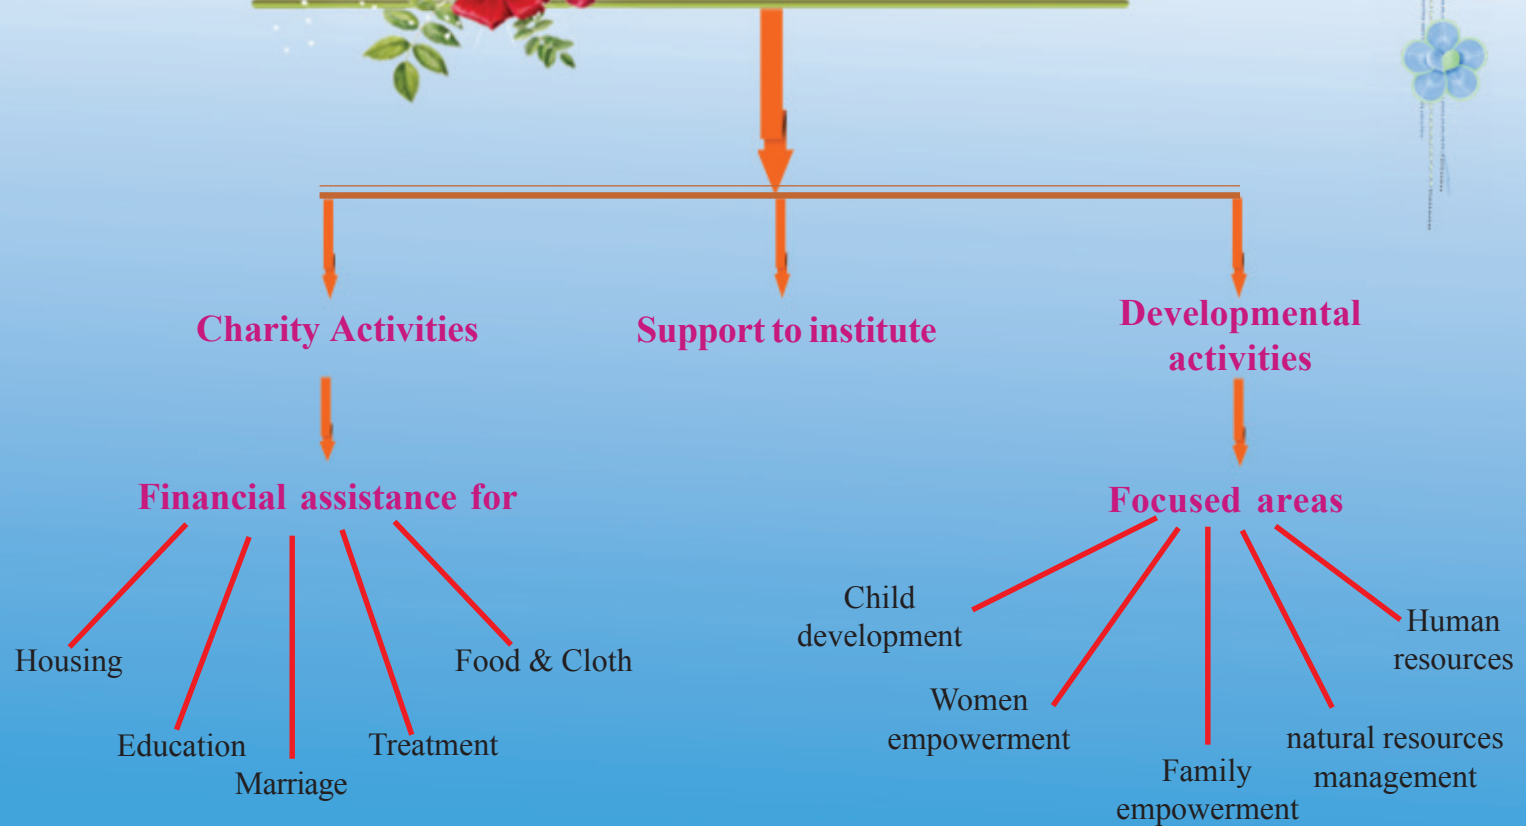 Charity Activities
Support to institute
Developmental
activities
Financial assistance for
Housing
Education
Marriage
Treatment
Food & Cloth
Focused areas
Child
development
Women
empowerment
Family
empowerment
natural resources
management
Human
resources